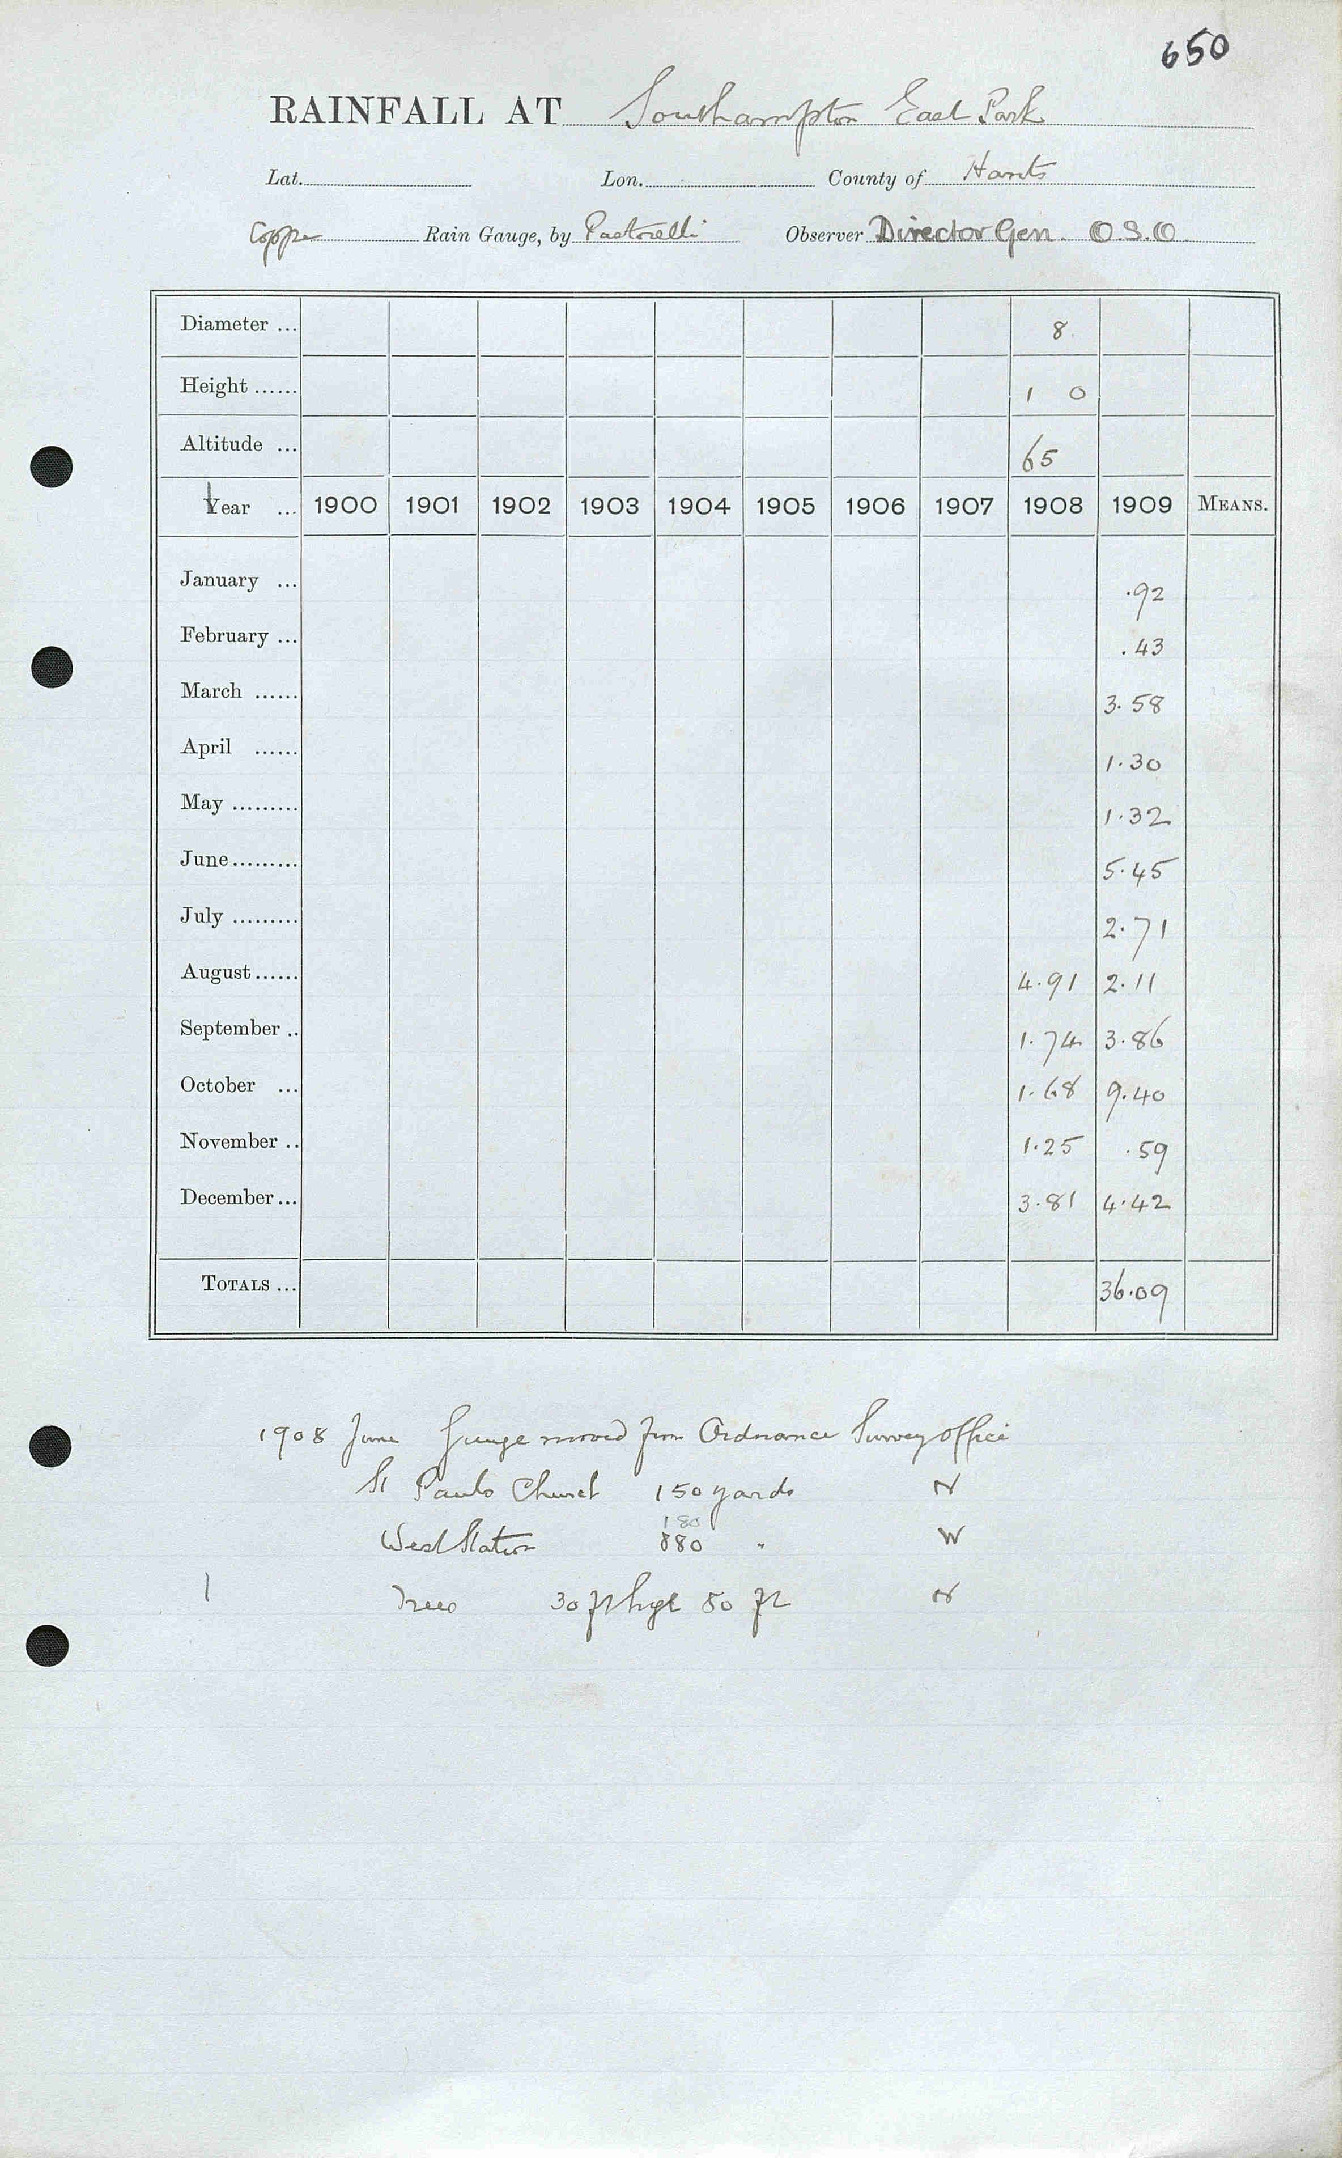 650
RAINFALL AT Southampton East Park
Lat. Lon. County of Hants
Copper Rain Gauge, by Pastorelli Observer Director Gen. O.S.O.
Diameter ... 8
Height ...... 1 0
Altitude ... 65
Year ... 1900 1901 1902 1903 1904 1905 1906 1907 1908 1909 MEANS.
January ... .92
February ... .43
March ...... 3.58
April ...... 1.30
May ......... 1.32
June ......... 5.45
July ......... 2.71
August ...... 4.91 2.11
September .. 1.74 3.86
October ... 1.68 9.40
November .. 1.25 .59
December ... 3.81 4.42
TOTALS ... 36.09
1908 June Gauge moved from Ordnance Survey office
St Pauls Church 150 yards N
180
West Station 880 " W
Trees 30 ft hgt 50 ft N